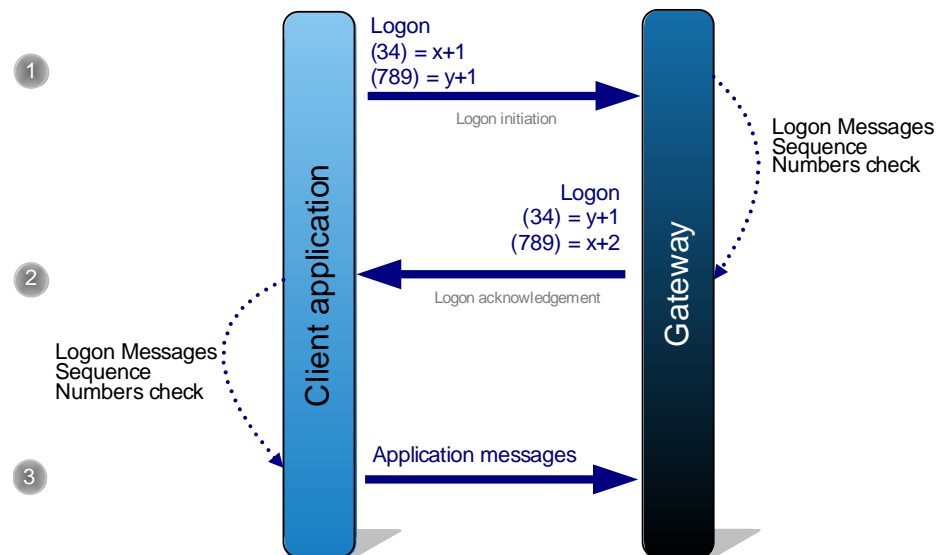 Logon
(34) = x+1
(789) = y+1
1
Logon initiation
Logon Messages
Sequence
Numbers check
Logon
(34) = y+1
(789) = x+2
2
Logon acknowledgement
Client application
Gateway
Logon Messages
Sequence
Numbers check
Application messages
3